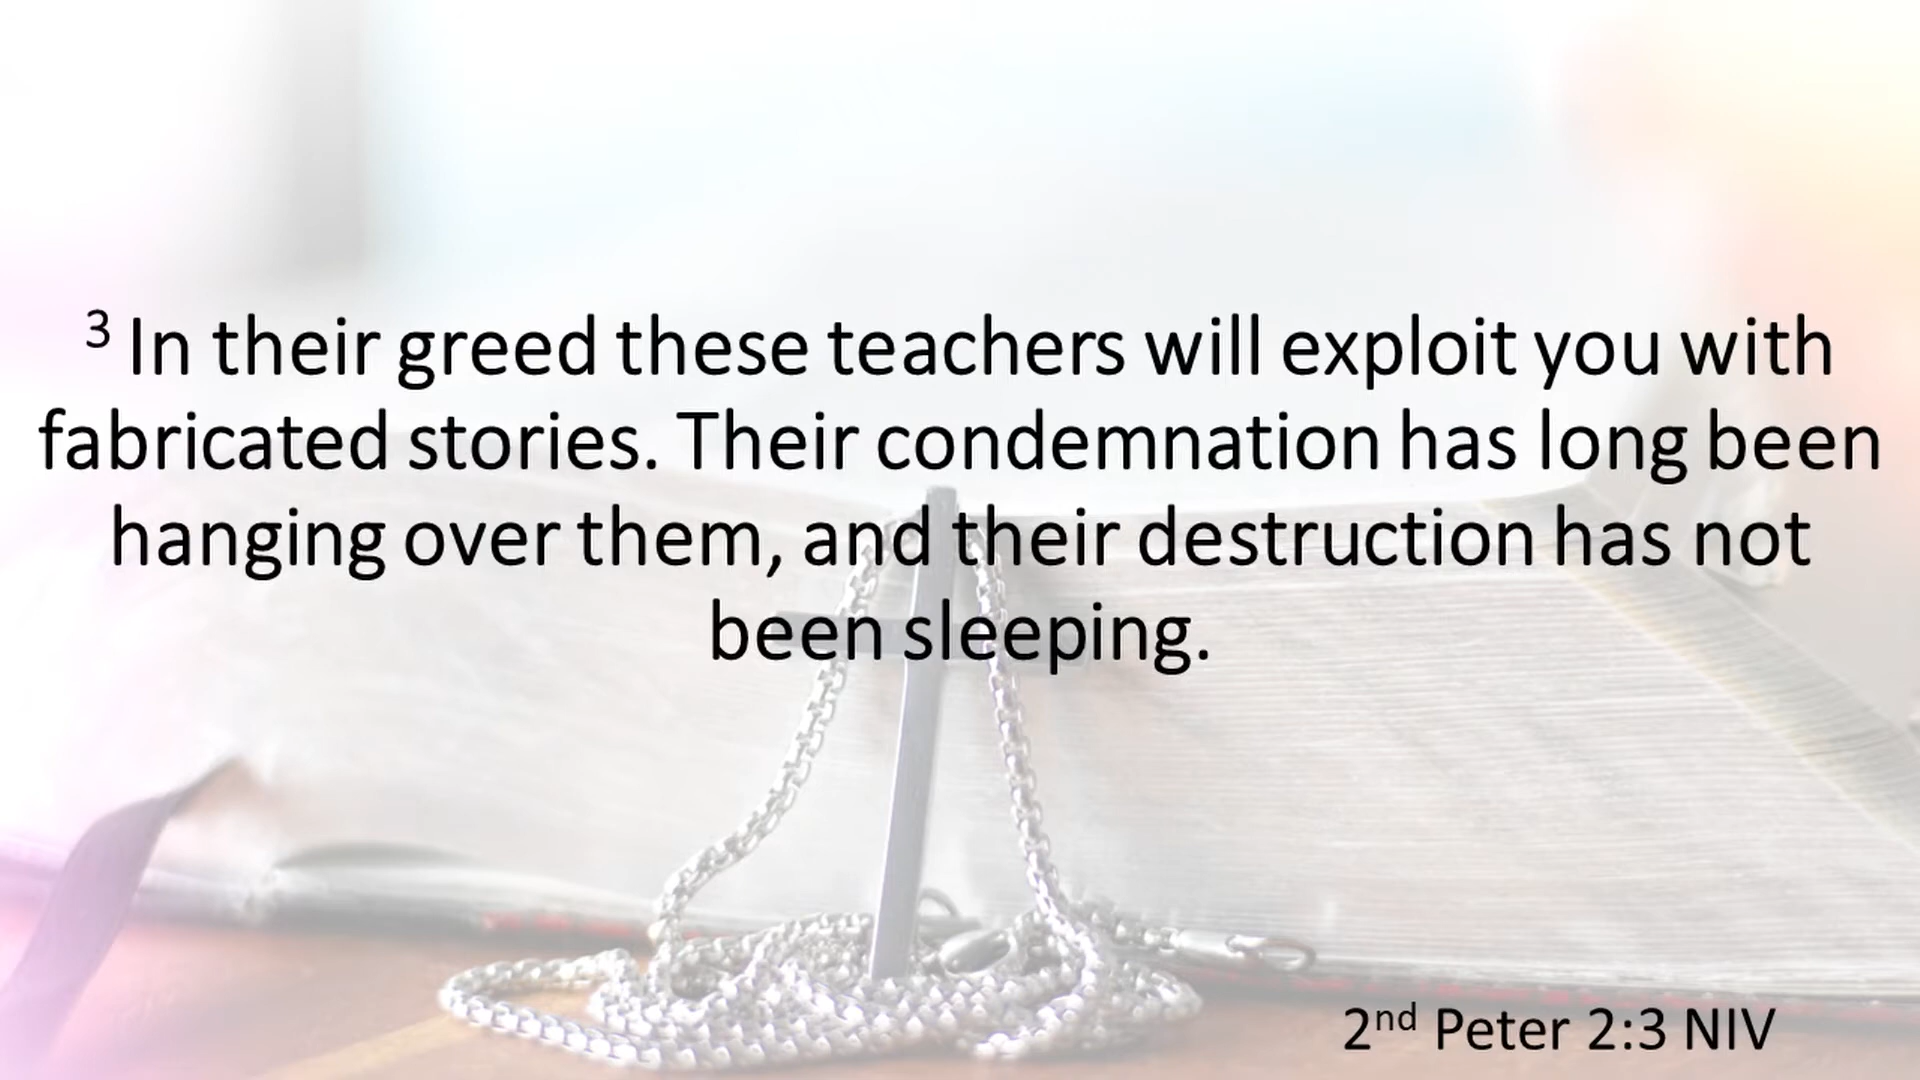 3 In their greed these teachers will exploit you with
fabricated stories. Their condemnation has long been
hanging over them, and their destruction has not
been sleeping.
2nd Peter 2:3 NIV